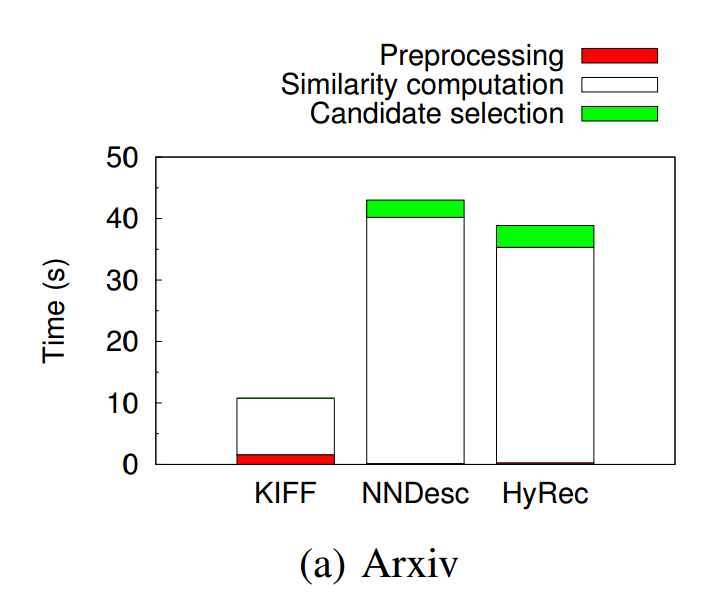 Preprocessing
Similarity computation
Candidate selection
50
40
30
20
10
0
Time (s)
KIFF NNDesc HyRec
(a) Arxiv